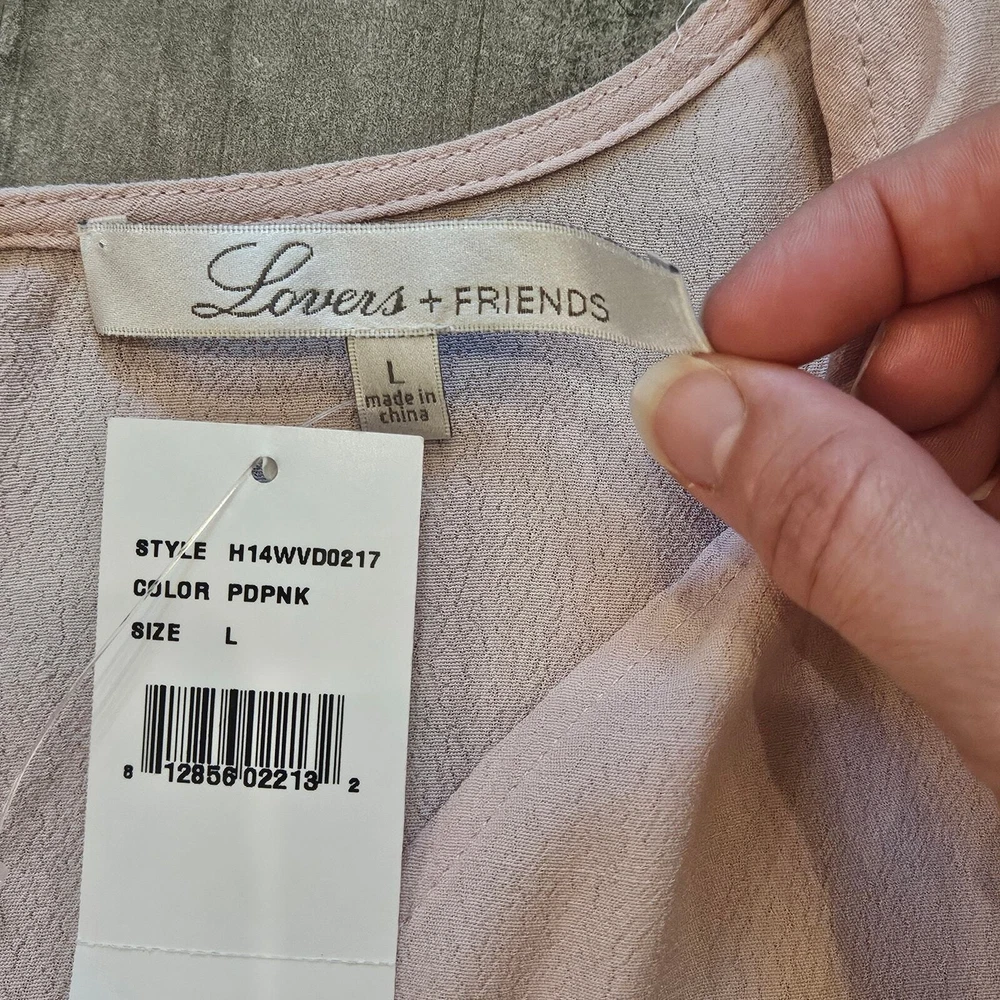 Lovers + FRIENDS
L
made in
china
STYLE H14WVD0217
COLOR PDPNK
SIZE L
8 12856 02213 2